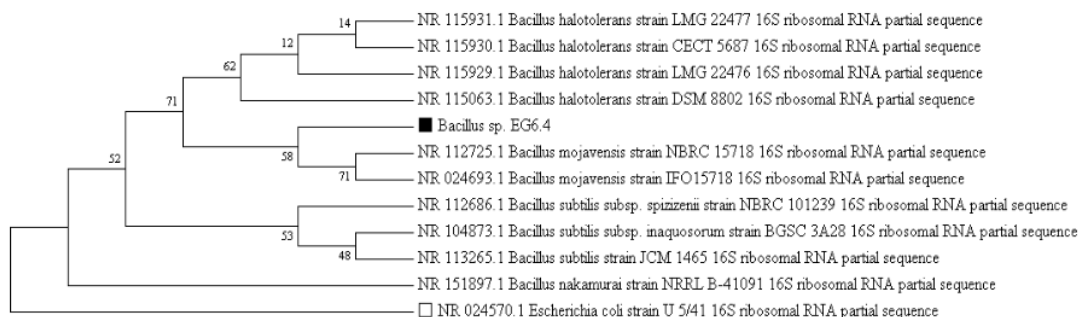 NR 115931.1 Bacillus halotolerans strain LMG 22477 16S ribosomal RNA partial sequence
14
NR 115930.1 Bacillus halotolerans strain CECT 5687 16S ribosomal RNA partial sequence
12
NR 115929.1 Bacillus halotolerans strain LMG 22476 16S ribosomal RNA partial sequence
62
NR 115063.1 Bacillus halotolerans strain DSM 8802 16S ribosomal RNA partial sequence
71
Bacillus sp. EG6.4
58
NR 112725.1 Bacillus mojavensis strain NBRC 15718 16S ribosomal RNA partial sequence
52
71
NR 024693.1 Bacillus mojavensis strain IFO15718 16S ribosomal RNA partial sequence
NR 112686.1 Bacillus subtilis subsp. spizizenii strain NBRC 101239 16S ribosomal RNA partial sequence
53
NR 104873.1 Bacillus subtilis subsp. inaquosorum strain BGSC 3A28 16S ribosomal RNA partial sequence
48
NR 113265.1 Bacillus subtilis strain JCM 1465 16S ribosomal RNA partial sequence
NR 151897.1 Bacillus nakamurai strain NRRL B-41091 16S ribosomal RNA partial sequence
NR 024570.1 Escherichia coli strain U 5/41 16S ribosomal RNA partial sequence